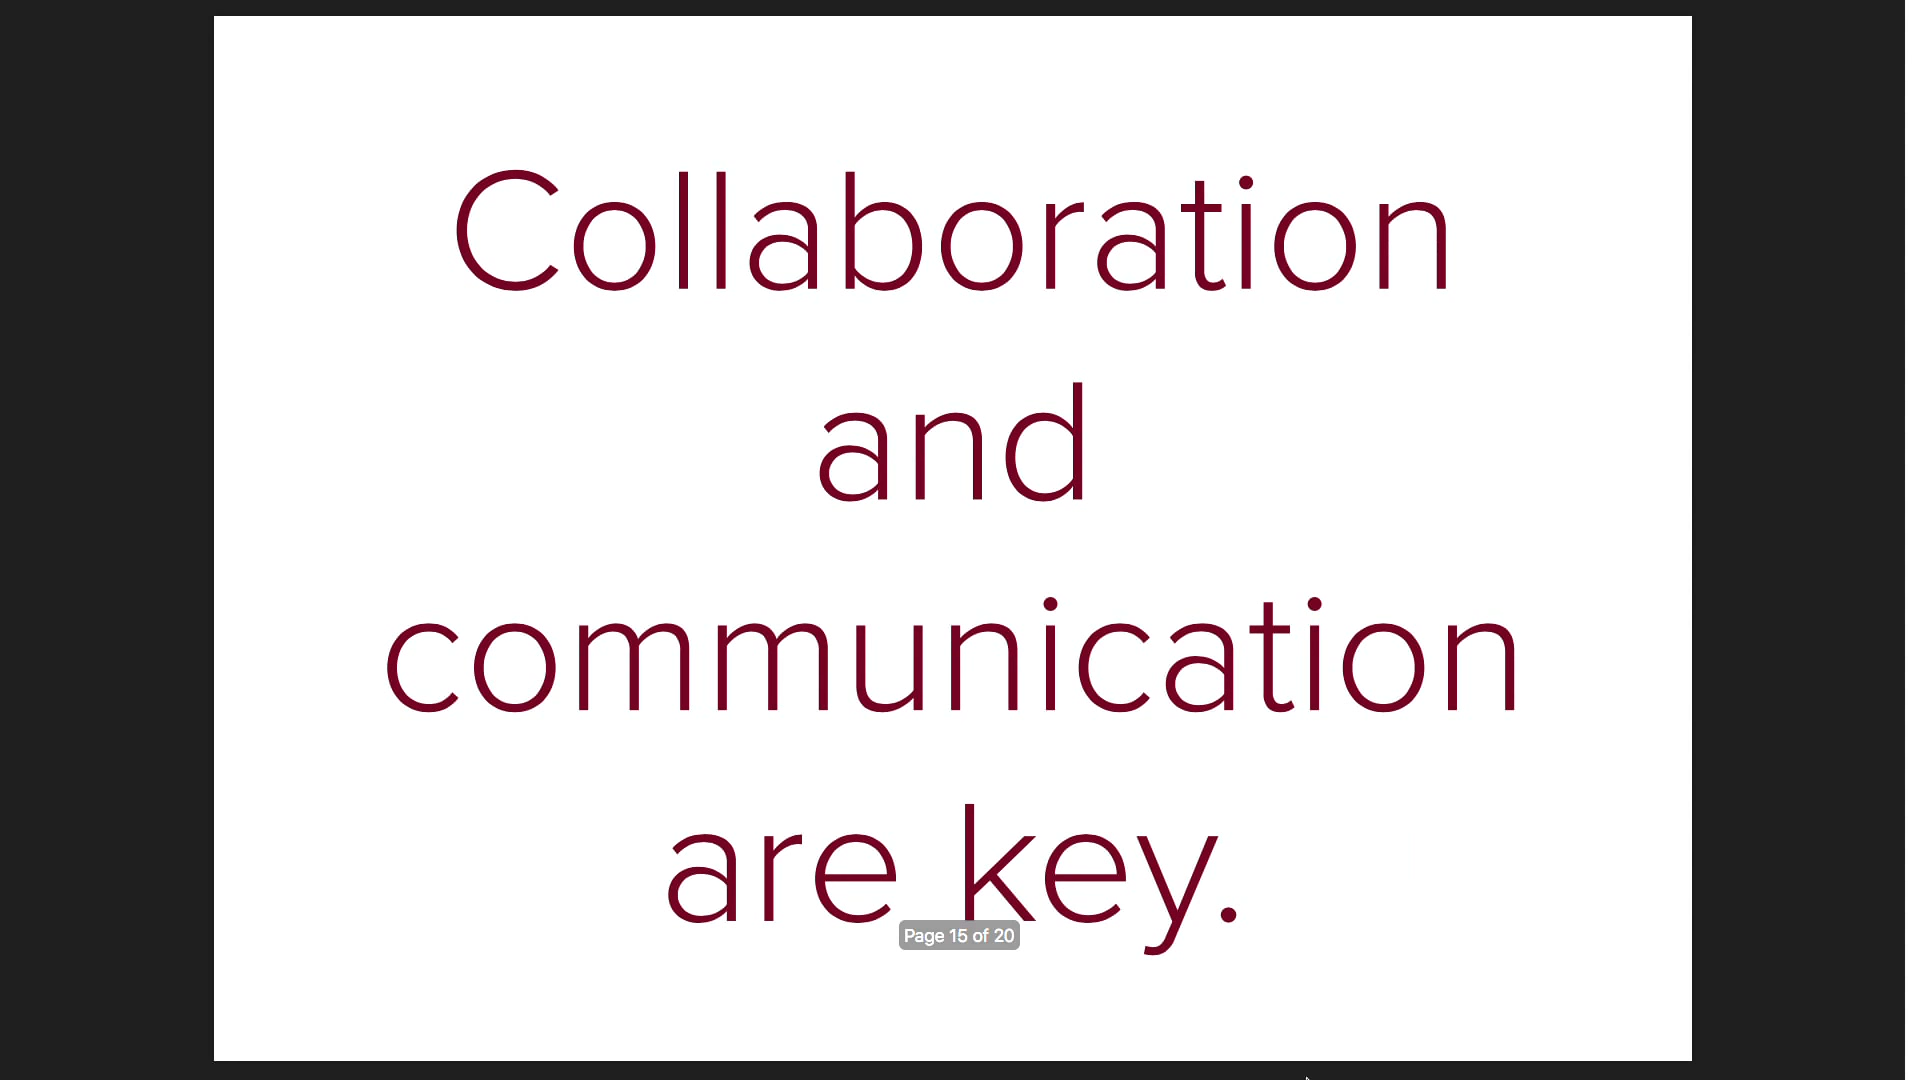 Collaboration
and
communication
are key.
Page 15 of 20